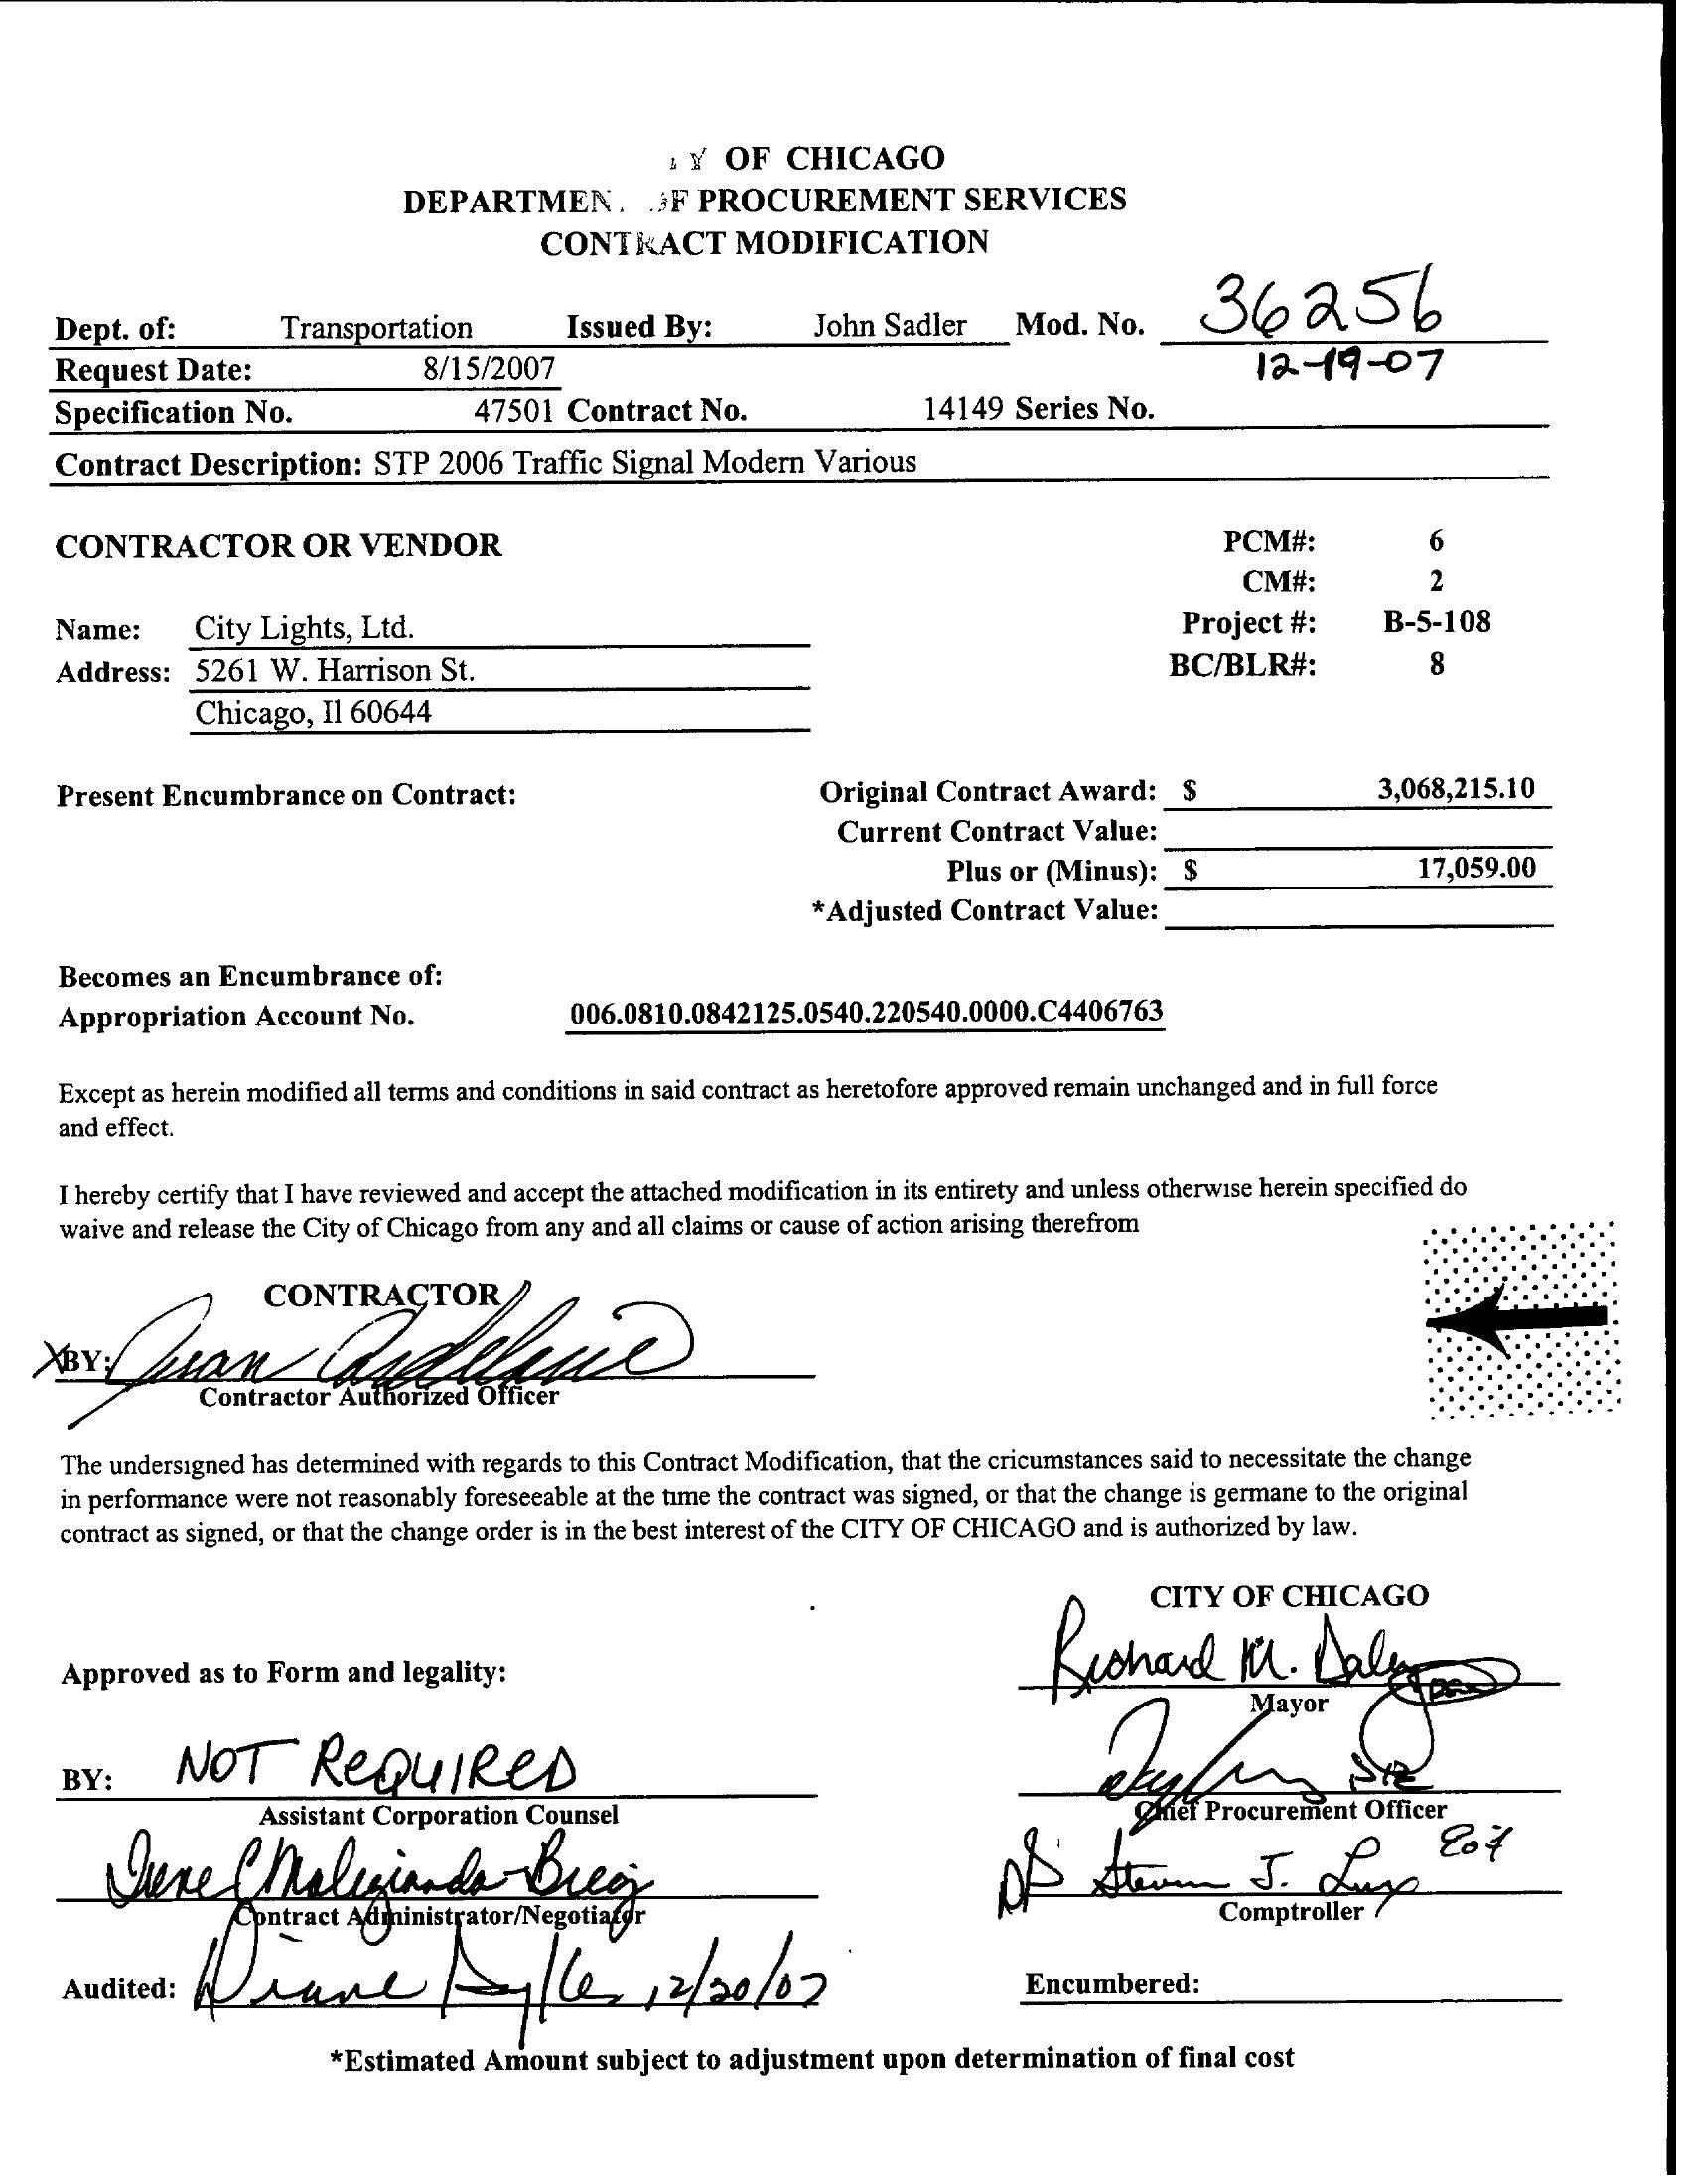 Y OF CHICAGO
DEPARTMEN. OF PROCUREMENT SERVICES
CONTRACT MODIFICATION
Dept. of: Transportation Issued By: John Sadler Mod. No. 36256
Request Date: 8/15/2007 12-19-07
Specification No. 47501 Contract No. 14149 Series No.
Contract Description: STP 2006 Traffic Signal Modern Various
CONTRACTOR OR VENDOR
PCM#: 6
CM#: 2
Name: City Lights, Ltd. Project #: B-5-108
Address: 5261 W. Harrison St. BC/BLR#: 8
Chicago, Il 60644
Present Encumbrance on Contract: Original Contract Award: $ 3,068,215.10
Current Contract Value:
Plus or (Minus): $ 17,059.00
*Adjusted Contract Value:
Becomes an Encumbrance of:
Appropriation Account No. 006.0810.0842125.0540.220540.0000.C4406763
Except as herein modified all terms and conditions in said contract as heretofore approved remain unchanged and in full force
and effect.
I hereby certify that I have reviewed and accept the attached modification in its entirety and unless otherwise herein specified do
waive and release the City of Chicago from any and all claims or cause of action arising therefrom
CONTRACTOR
XBY: Juan
Contractor Authorized Officer
The undersigned has determined with regards to this Contract Modification, that the cricumstances said to necessitate the change
in performance were not reasonably foreseeable at the time the contract was signed, or that the change is germane to the original
contract as signed, or that the change order is in the best interest of the CITY OF CHICAGO and is authorized by law.
CITY OF CHICAGO
Richard M. Daley
Approved as to Form and legality:
Mayor
BY: NOT REQUIRED
Assistant Corporation Counsel
Chief Procurement Officer
Irene
Steven J. Lux
Contract Administrator/Negotiator
Comptroller
Audited: Diane 12/20/07 Encumbered:
*Estimated Amount subject to adjustment upon determination of final cost